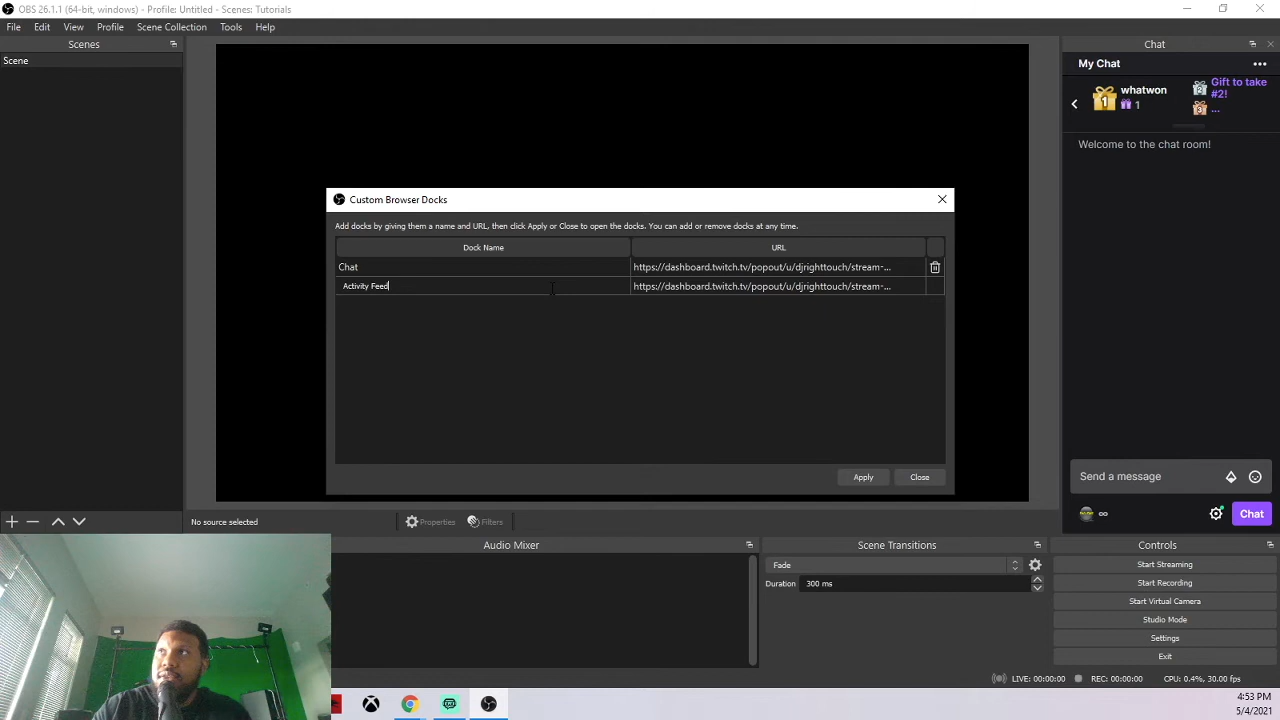 OBS 26.1.1 (64-bit, windows) - Profile: Untitled - Scenes: Tutorials
File Edit View Profile Scene Collection Tools Help
Scenes
Scene
Chat
My Chat
whatwon
1
1
2
Gift to take #2!
3
...
Welcome to the chat room!
Custom Browser Docks
Add docks by giving them a name and URL, then click Apply or Close to open the docks. You can add or remove docks at any time.
Dock Name URL
Chat https://dashboard.twitch.tv/popout/u/djrighttouch/stream-...
Activity Feed https://dashboard.twitch.tv/popout/u/djrighttouch/stream-...
Apply Close
Send a message
Chat
No source selected Properties Filters
Audio Mixer
Scene Transitions
Fade
Duration 300 ms
Controls
Start Streaming
Start Recording
Start Virtual Camera
Studio Mode
Settings
Exit
LIVE: 00:00:00 REC: 00:00:00 CPU: 0.4%, 30.00 fps
4:53 PM
5/4/2021